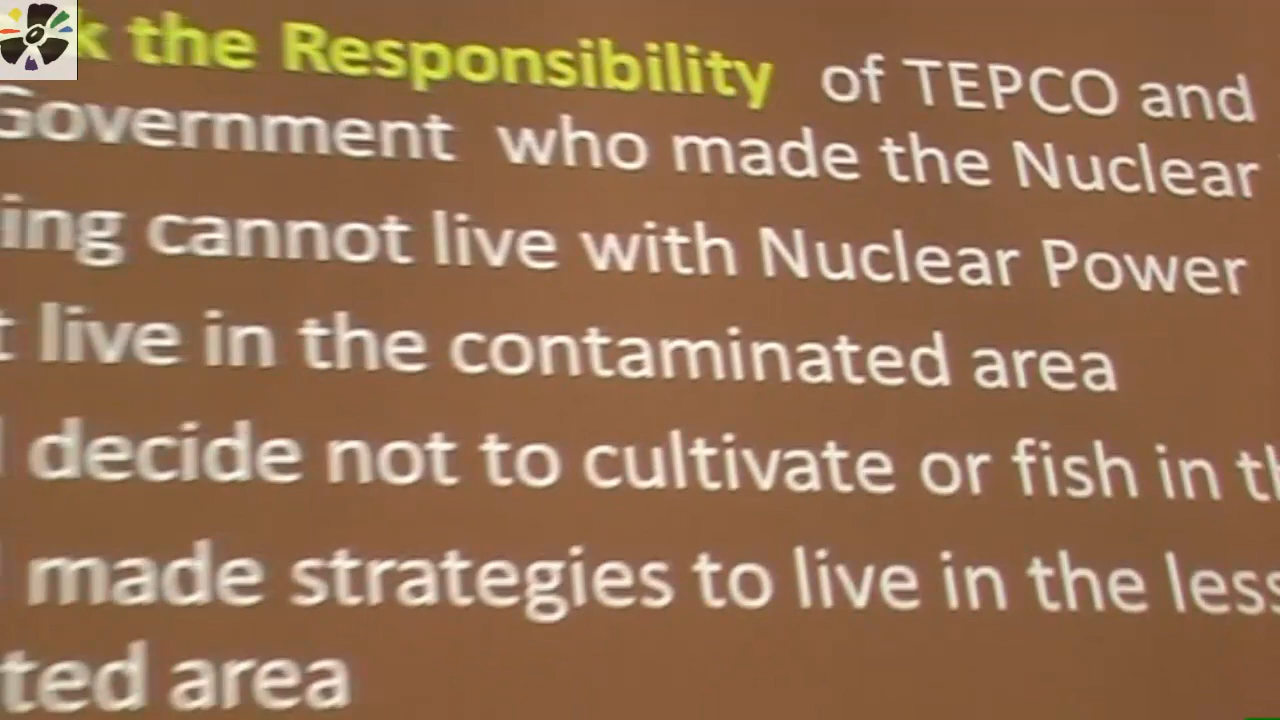 k the Responsibility of TEPCO and
Government who made the Nuclear
ing cannot live with Nuclear Power
t live in the contaminated area
decide not to cultivate or fish in th
made strategies to live in the less
ted area